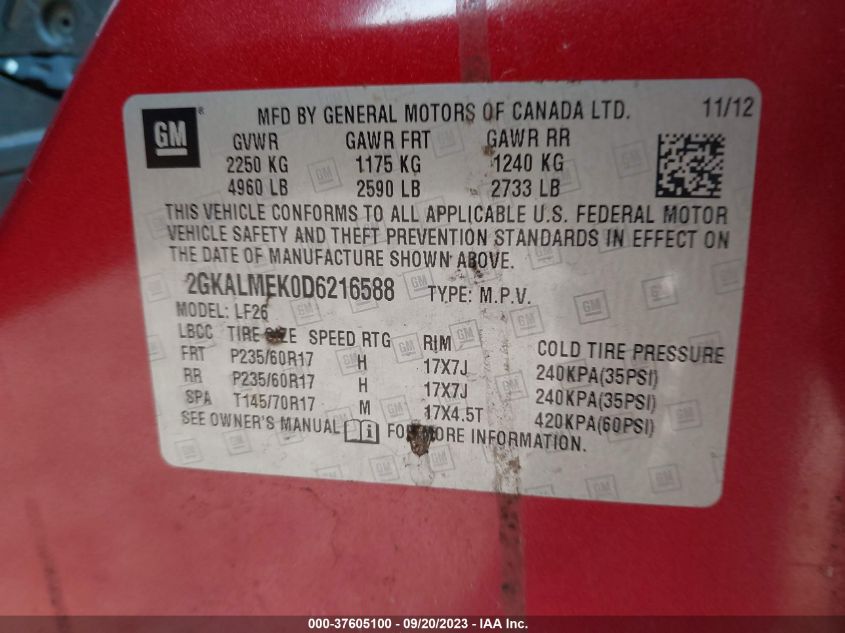 GM ® MFD BY GENERAL MOTORS OF CANADA LTD. 11/12
GVWR GAWR FRT GAWR RR
2250 KG 1175 KG 1240 KG
4960 LB 2590 LB 2733 LB
THIS VEHICLE CONFORMS TO ALL APPLICABLE U.S. FEDERAL MOTOR
VEHICLE SAFETY AND THEFT PREVENTION STANDARDS IN EFFECT ON
THE DATE OF MANUFACTURE SHOWN ABOVE.
2GKALMEK0D6216588 TYPE: M.P.V.
MODEL: LF26
LBCC TIRE SIZE SPEED RTG RIM COLD TIRE PRESSURE
FRT P235/60R17 H 17X7J 240KPA(35PSI)
RR P235/60R17 H 17X7J 240KPA(35PSI)
SPA T145/70R17 M 17X4.5T 420KPA(60PSI)
SEE OWNER'S MANUAL i FOR MORE INFORMATION.
000-37605100 - 09/20/2023 - IAA Inc.